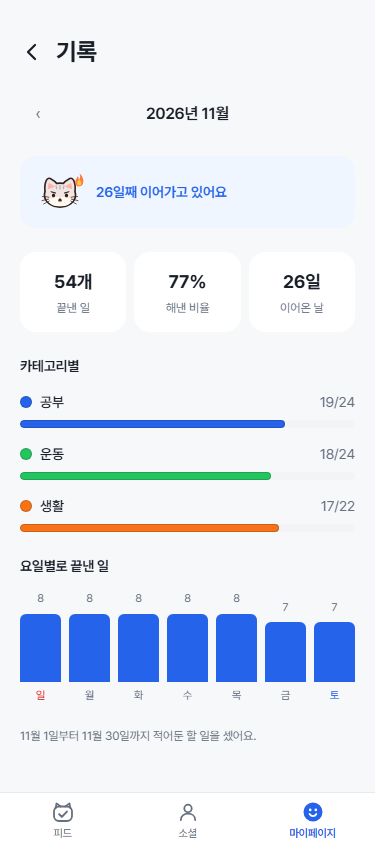 기록
‹
2026년 11월
26일째 이어가고 있어요
54개
끝낸 일
77%
해낸 비율
26일
이어온 날
카테고리별
공부 19/24
운동 18/24
생활 17/22
요일별로 끝낸 일
8 8 8 8 8 7 7
일 월 화 수 목 금 토
11월 1일부터 11월 30일까지 적어둔 할 일을 셌어요.
피드 소셜 마이페이지